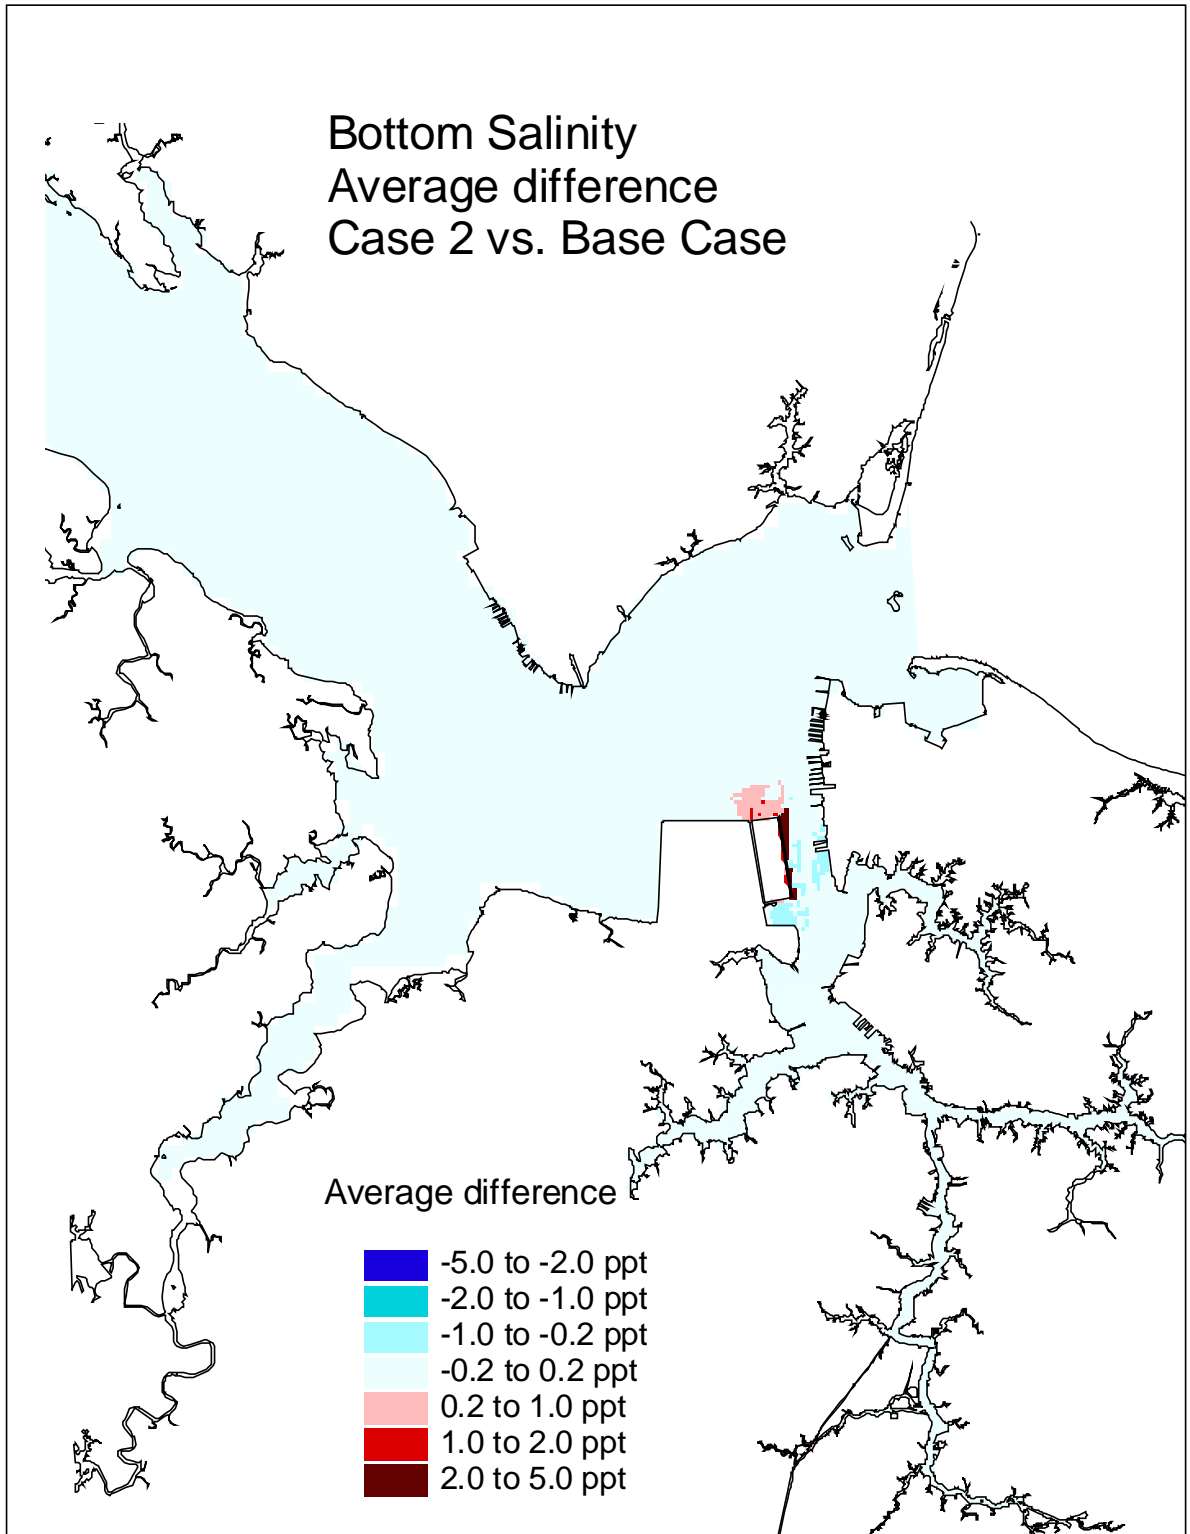 Bottom Salinity
Average difference
Case 2 vs. Base Case
Average difference
-5.0 to -2.0 ppt
-2.0 to -1.0 ppt
-1.0 to -0.2 ppt
-0.2 to 0.2 ppt
0.2 to 1.0 ppt
1.0 to 2.0 ppt
2.0 to 5.0 ppt